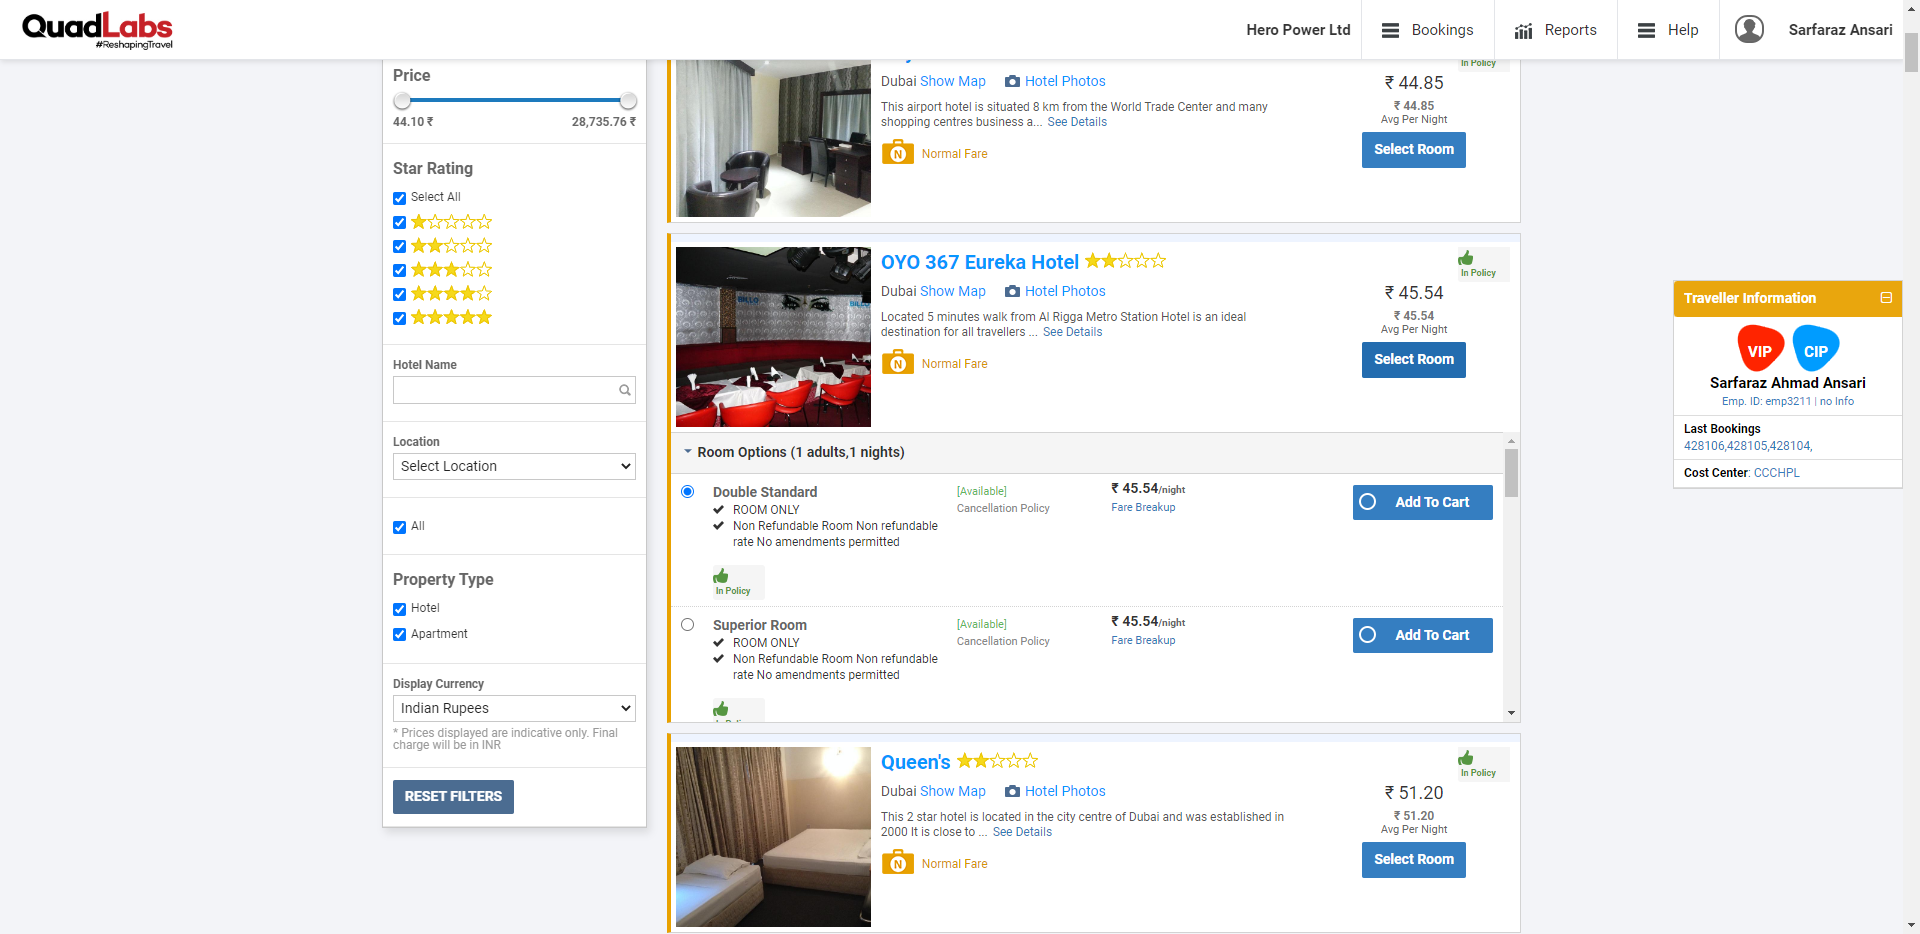 QuadLabs
#ReshapingTravel
Hero Power Ltd
Bookings
Reports
Help
Sarfaraz Ansari
Price
44.10 ₹ 28,735.76 ₹
Star Rating
Select All
Hotel Name
Location
Select Location
All
Property Type
Hotel
Apartment
Display Currency
Indian Rupees
* Prices displayed are indicative only. Final
charge will be in INR
RESET FILTERS
In Policy
Dubai Show Map Hotel Photos
₹ 44.85
This airport hotel is situated 8 km from the World Trade Center and many
shopping centres business a... See Details
₹ 44.85
Avg Per Night
N Normal Fare
Select Room
OYO 367 Eureka Hotel
In Policy
Dubai Show Map Hotel Photos
₹ 45.54
Located 5 minutes walk from Al Rigga Metro Station Hotel is an ideal
destination for all travellers ... See Details
₹ 45.54
Avg Per Night
N Normal Fare
Select Room
Room Options (1 adults,1 nights)
Double Standard
ROOM ONLY
Non Refundable Room Non refundable
rate No amendments permitted
[Available]
Cancellation Policy
₹ 45.54/night
Fare Breakup
Add To Cart
In Policy
Superior Room
ROOM ONLY
Non Refundable Room Non refundable
rate No amendments permitted
[Available]
Cancellation Policy
₹ 45.54/night
Fare Breakup
Add To Cart
Queen's
In Policy
Dubai Show Map Hotel Photos
₹ 51.20
This 2 star hotel is located in the city centre of Dubai and was established in
2000 It is close to ... See Details
₹ 51.20
Avg Per Night
N Normal Fare
Select Room
Traveller Information
VIP CIP
Sarfaraz Ahmad Ansari
Emp. ID: emp3211 | no Info
Last Bookings
428106,428105,428104,
Cost Center: CCCHPL